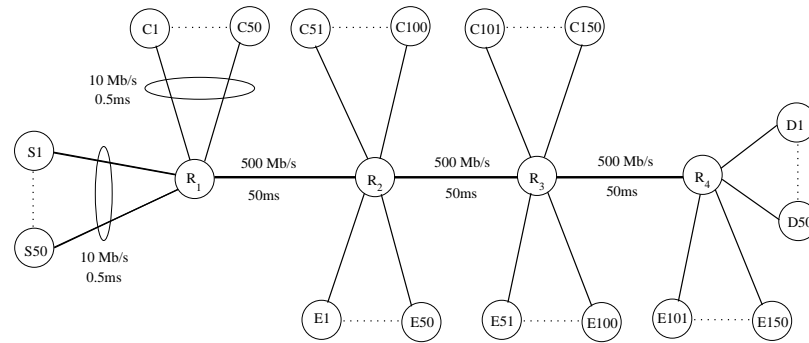 C1 C50 C51 C100 C101 C150
10 Mb/s
0.5ms
S1 D1
R1 500 Mb/s R2 500 Mb/s R3 500 Mb/s R4
50ms 50ms 50ms
S50 D50
10 Mb/s
0.5ms
E1 E50 E51 E100 E101 E150